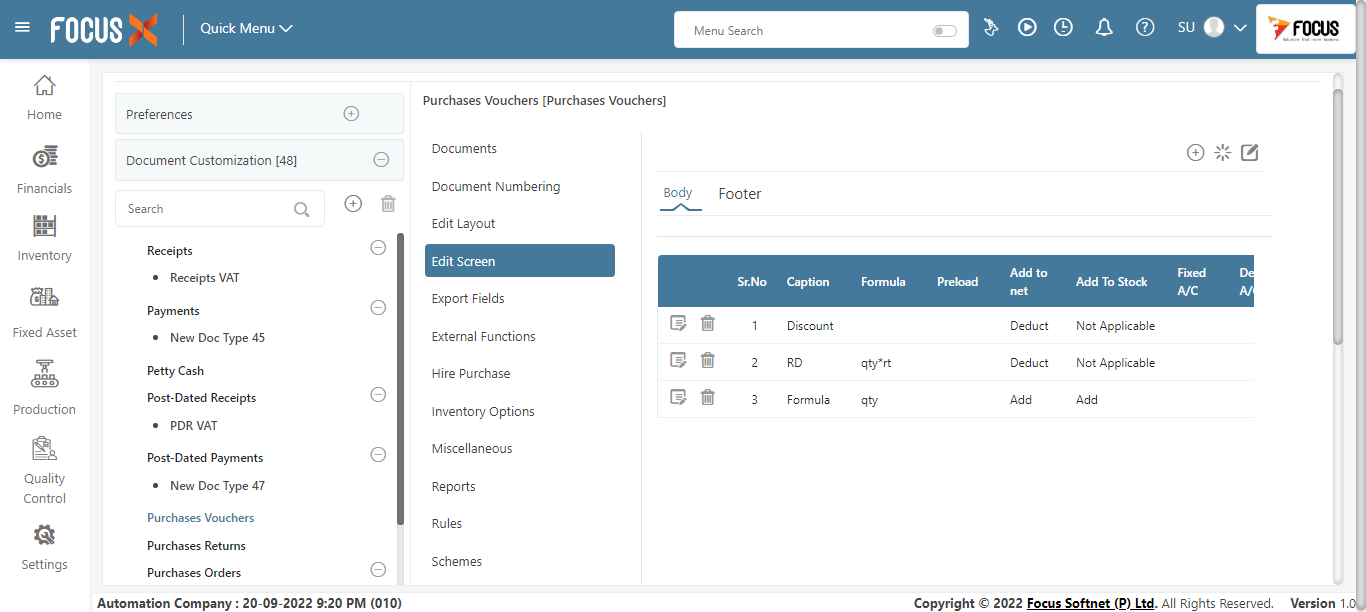 FOCUS X
Quick Menu
Menu Search
SU
FOCUS
Home
Financials
Inventory
Fixed Asset
Production
Quality
Control
Settings
Preferences
Document Customization [48]
Search
Receipts
Receipts VAT
Payments
New Doc Type 45
Petty Cash
Post-Dated Receipts
PDR VAT
Post-Dated Payments
New Doc Type 47
Purchases Vouchers
Purchases Returns
Purchases Orders
Purchases Vouchers [Purchases Vouchers]
Documents
Document Numbering
Edit Layout
Edit Screen
Export Fields
External Functions
Hire Purchase
Inventory Options
Miscellaneous
Reports
Rules
Schemes
Body Footer
Sr.No Caption Formula Preload Add to net Add To Stock Fixed A/C De A/
1 Discount Deduct Not Applicable
2 RD qty*rt Deduct Not Applicable
3 Formula qty Add Add
Automation Company : 20-09-2022 9:20 PM (010)
Copyright © 2022 Focus Softnet (P) Ltd. All Rights Reserved. Version 1.0